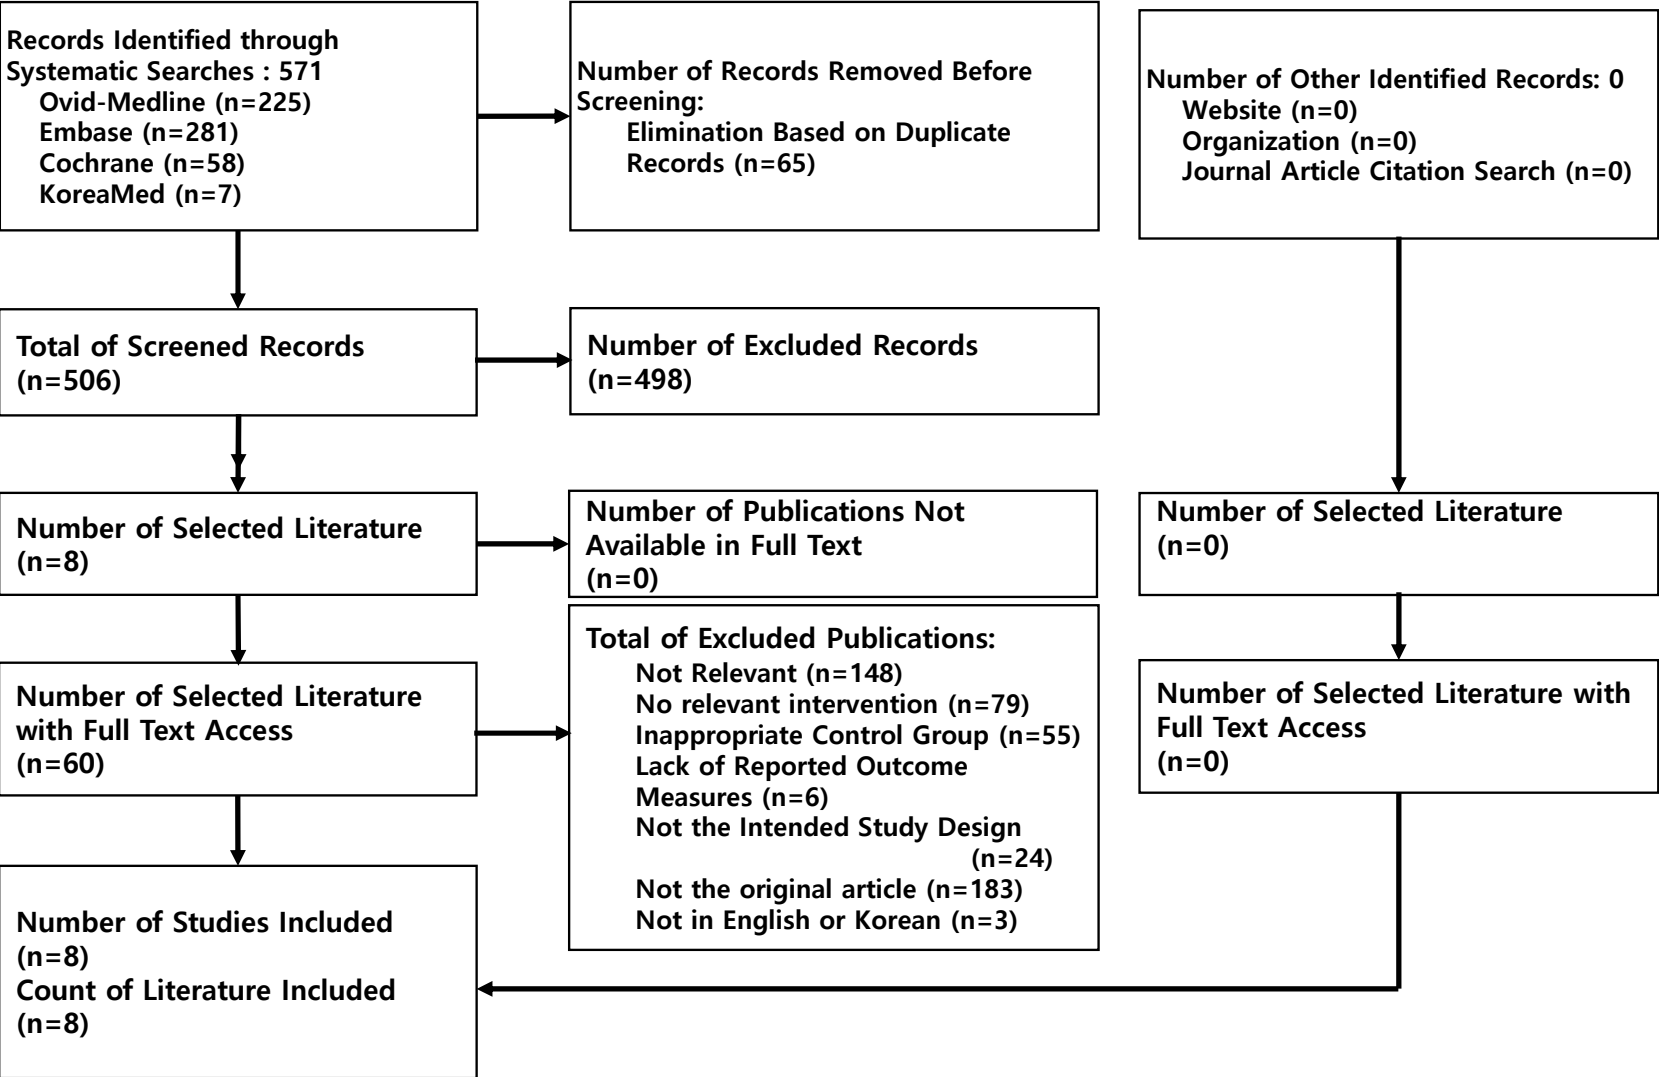 Records Identified through
Systematic Searches : 571
Ovid-Medline (n=225)
Embase (n=281)
Cochrane (n=58)
KoreaMed (n=7)
Number of Records Removed Before
Screening:
Elimination Based on Duplicate
Records (n=65)
Number of Other Identified Records: 0
Website (n=0)
Organization (n=0)
Journal Article Citation Search (n=0)
Total of Screened Records
(n=506)
Number of Excluded Records
(n=498)
Number of Selected Literature
(n=8)
Number of Publications Not
Available in Full Text
(n=0)
Number of Selected Literature
(n=0)
Number of Selected Literature
with Full Text Access
(n=60)
Total of Excluded Publications:
Not Relevant (n=148)
No relevant intervention (n=79)
Inappropriate Control Group (n=55)
Lack of Reported Outcome
Measures (n=6)
Not the Intended Study Design
(n=24)
Not the original article (n=183)
Not in English or Korean (n=3)
Number of Selected Literature with
Full Text Access
(n=0)
Number of Studies Included
(n=8)
Count of Literature Included
(n=8)